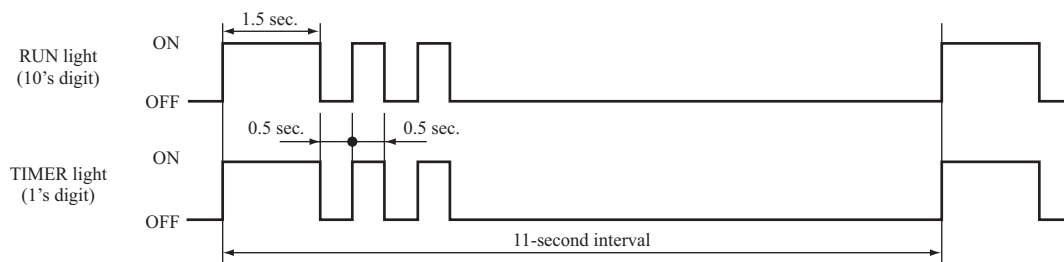 1.5 sec.
RUN light
(10’s digit)
ON
OFF
0.5 sec.
0.5 sec.
TIMER light
(1’s digit)
ON
OFF
11-second interval